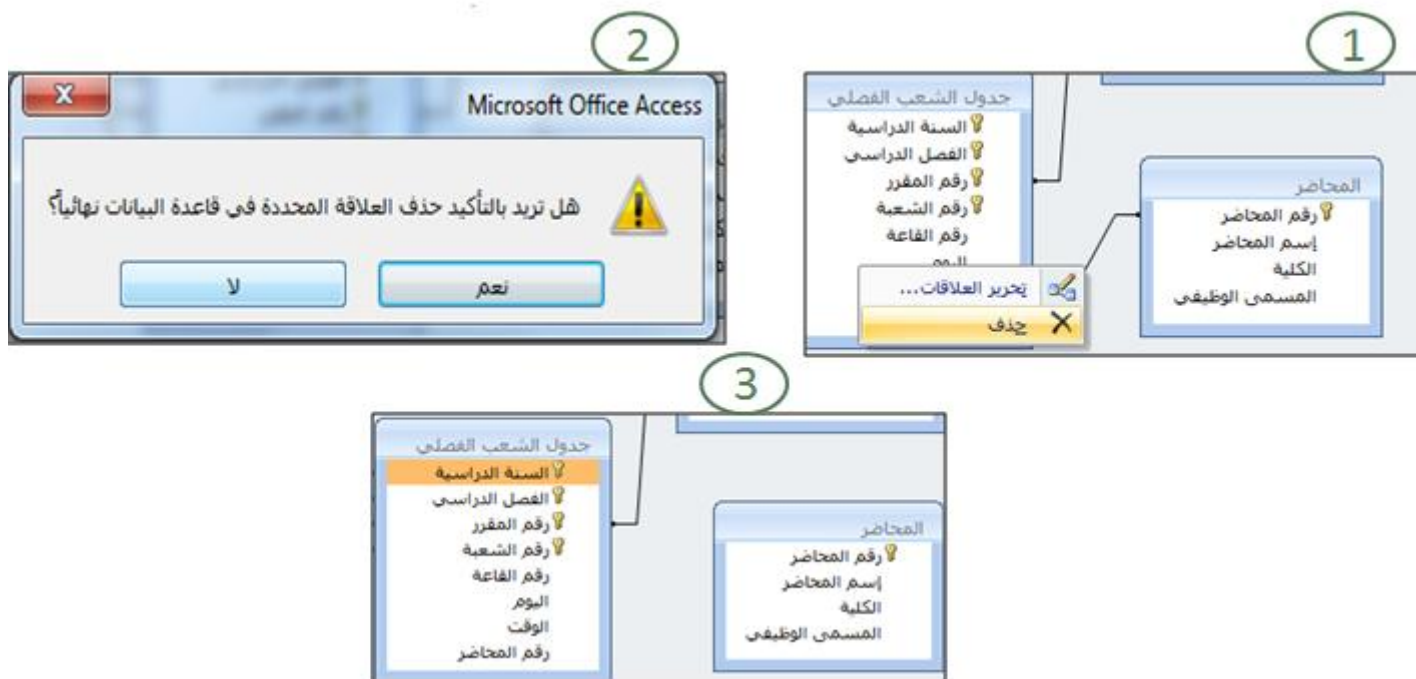 1
جدول الشعب الفصلي
السنة الدراسية
الفصل الدراسي
رقم المقرر
رقم الشعبة
رقم القاعة
اليوم
تحرير العلاقات...
حذف
المحاضر
رقم المحاضر
إسم المحاضر
الكلية
المسمى الوظيفي
2
Microsoft Office Access
هل تريد بالتأكيد حذف العلاقة المحددة في قاعدة البيانات نهائياً؟
نعم
لا
3
جدول الشعب الفصلي
السنة الدراسية
الفصل الدراسي
رقم المقرر
رقم الشعبة
رقم القاعة
اليوم
الوقت
رقم المحاضر
المحاضر
رقم المحاضر
إسم المحاضر
الكلية
المسمى الوظيفي